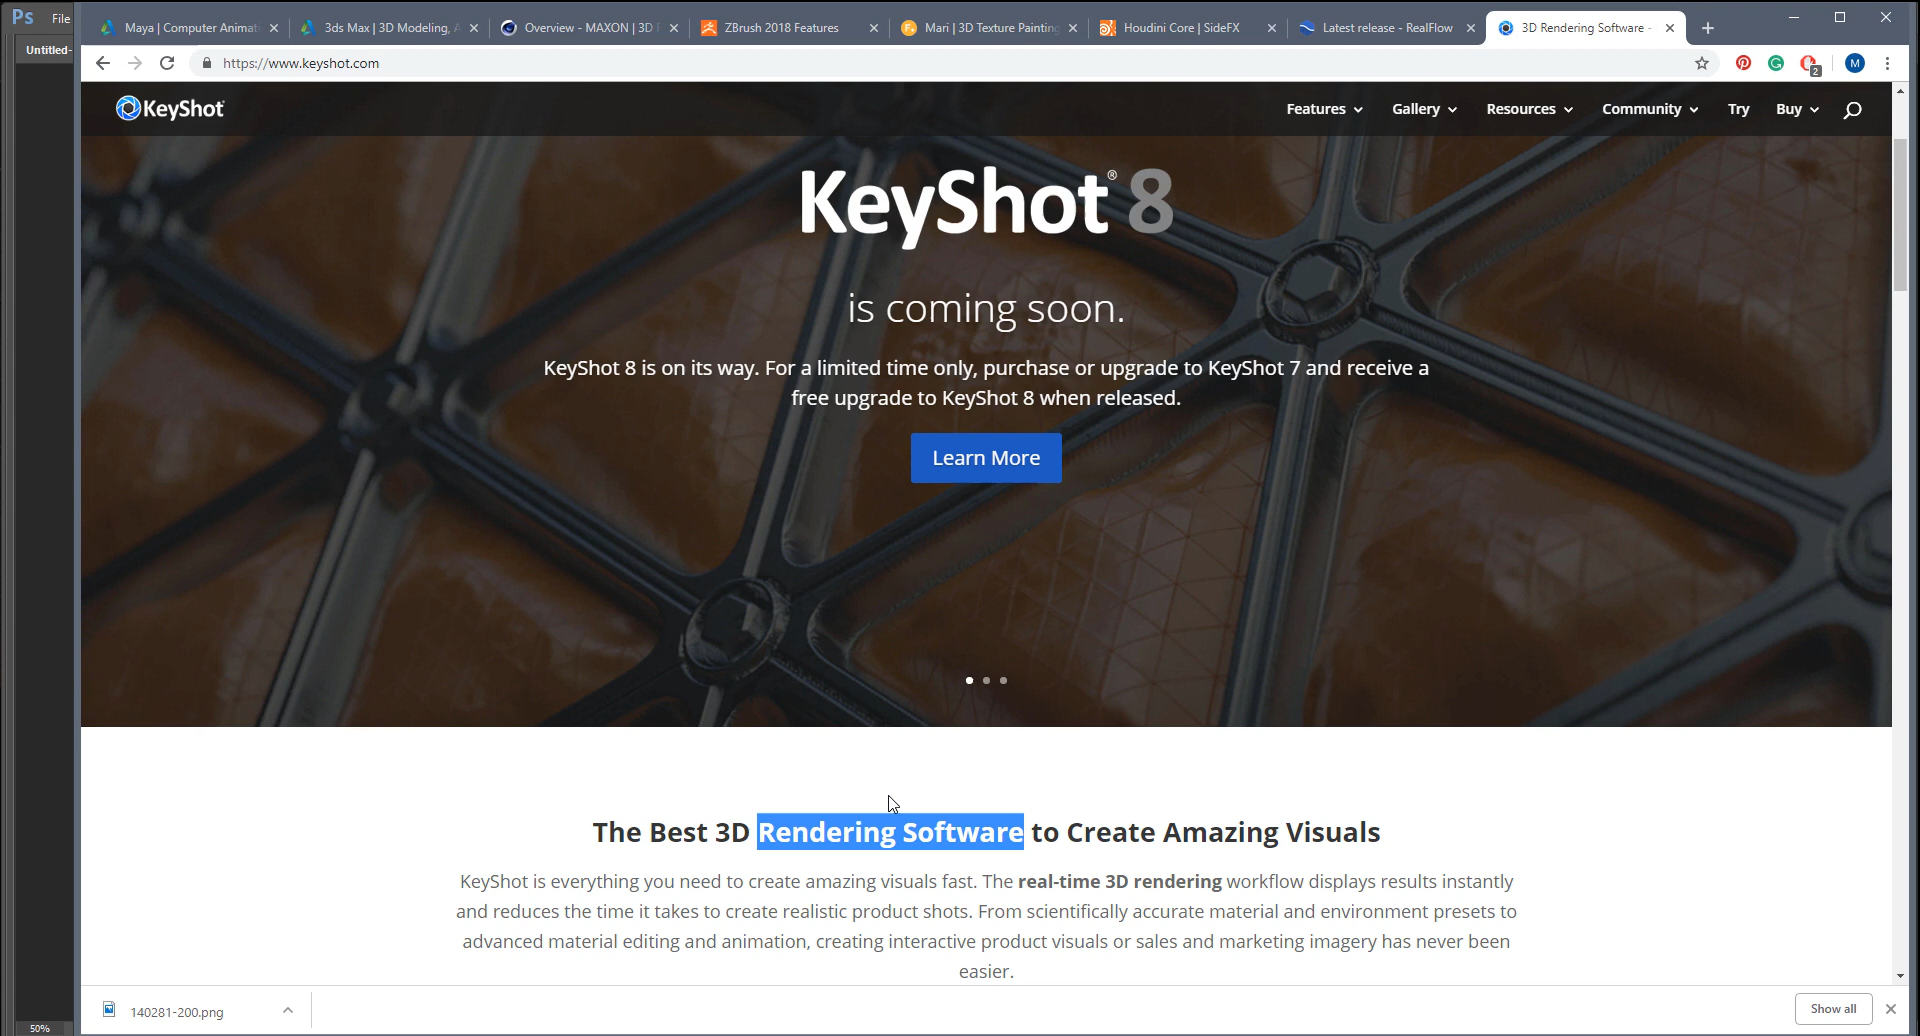 Ps File
Untitled-
Maya | Computer Animati
3ds Max | 3D Modeling, A
Overview - MAXON | 3D F
ZBrush 2018 Features
Mari | 3D Texture Painting
Houdini Core | SideFX
Latest release - RealFlow
3D Rendering Software -
https://www.keyshot.com
2
M
KeyShot
Features
Gallery
Resources
Community
Try
Buy
KeyShot® 8
is coming soon.
KeyShot 8 is on its way. For a limited time only, purchase or upgrade to KeyShot 7 and receive a
free upgrade to KeyShot 8 when released.
Learn More
The Best 3D Rendering Software to Create Amazing Visuals
KeyShot is everything you need to create amazing visuals fast. The real-time 3D rendering workflow displays results instantly
and reduces the time it takes to create realistic product shots. From scientifically accurate material and environment presets to
advanced material editing and animation, creating interactive product visuals or sales and marketing imagery has never been
easier.
140281-200.png
Show all
50%